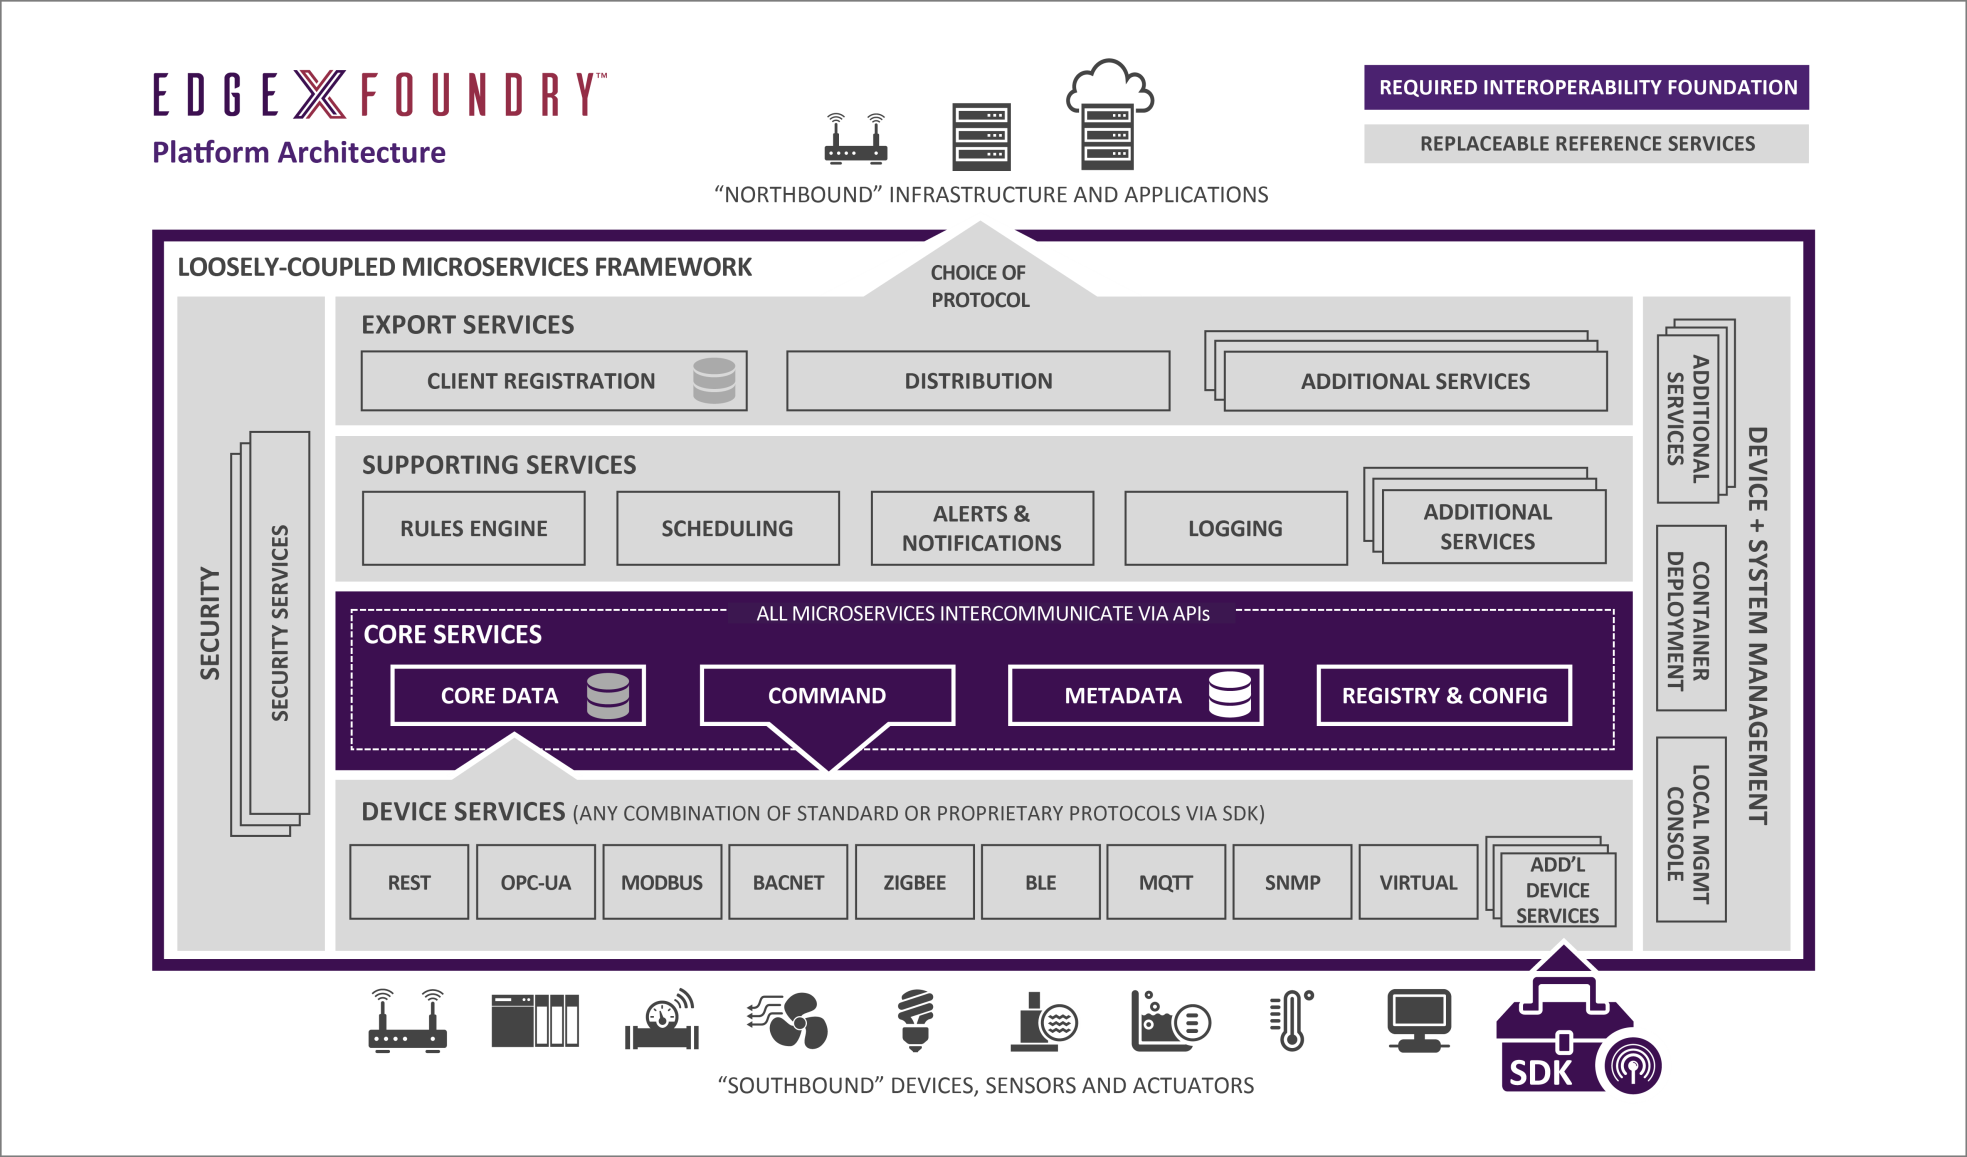 EDGE X FOUNDRY™
Platform Architecture
REQUIRED INTEROPERABILITY FOUNDATION
REPLACEABLE REFERENCE SERVICES
“NORTHBOUND” INFRASTRUCTURE AND APPLICATIONS
LOOSELY-COUPLED MICROSERVICES FRAMEWORK
CHOICE OF
PROTOCOL
SECURITY
SECURITY SERVICES
EXPORT SERVICES
CLIENT REGISTRATION
DISTRIBUTION
ADDITIONAL SERVICES
SUPPORTING SERVICES
RULES ENGINE
SCHEDULING
ALERTS &
NOTIFICATIONS
LOGGING
ADDITIONAL
SERVICES
ALL MICROSERVICES INTERCOMMUNICATE VIA APIs
CORE SERVICES
CORE DATA
COMMAND
METADATA
REGISTRY & CONFIG
DEVICE SERVICES (ANY COMBINATION OF STANDARD OR PROPRIETARY PROTOCOLS VIA SDK)
REST
OPC-UA
MODBUS
BACNET
ZIGBEE
BLE
MQTT
SNMP
VIRTUAL
ADD’L
DEVICE
SERVICES
DEVICE + SYSTEM MANAGEMENT
ADDITIONAL
SERVICES
CONTAINER
DEPLOYMENT
LOCAL MGMT
CONSOLE
SDK
“SOUTHBOUND” DEVICES, SENSORS AND ACTUATORS